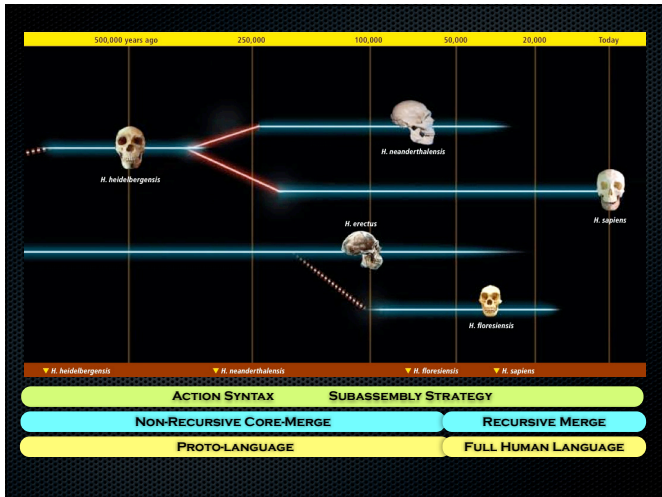 500,000 years ago 250,000 100,000 50,000 20,000 Today
H. neanderthalensis
H. heidelbergensis
H. sapiens
H. erectus
H. floresiensis
▼ H. heidelbergensis ▼ H. neanderthalensis ▼ H. floresiensis ▼ H. sapiens
ACTION SYNTAX SUBASSEMBLY STRATEGY
NON-RECURSIVE CORE-MERGE RECURSIVE MERGE
PROTO-LANGUAGE FULL HUMAN LANGUAGE